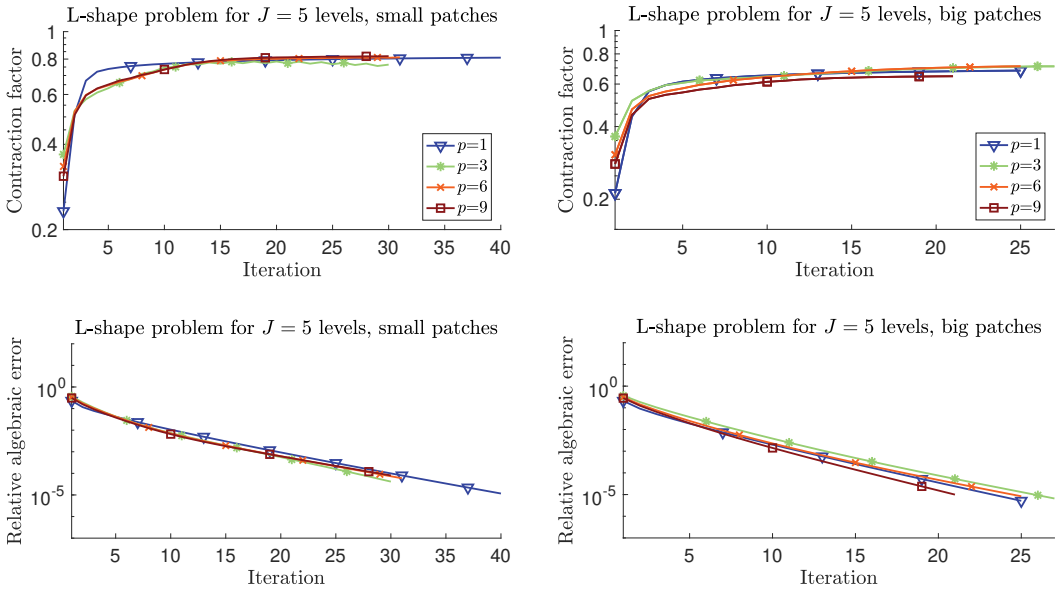 L-shape problem for J = 5 levels, small patches
Contraction factor
1
0.8
0.6
0.4
0.2
5 10 15 20 25 30 35 40
Iteration
p=1
p=3
p=6
p=9
L-shape problem for J = 5 levels, big patches
Contraction factor
1
0.8
0.6
0.4
0.2
5 10 15 20 25
Iteration
p=1
p=3
p=6
p=9
L-shape problem for J = 5 levels, small patches
Relative algebraic error
10^0
10^-5
5 10 15 20 25 30 35 40
Iteration
L-shape problem for J = 5 levels, big patches
Relative algebraic error
10^0
10^-5
5 10 15 20 25
Iteration